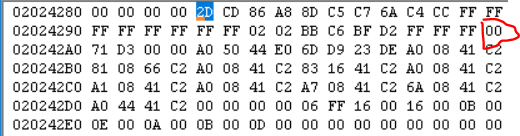 02024280 00 00 00 00 2D CD 86 A8 8D C5 C7 6A C4 CC FF FF
02024290 FF FF FF FF FF FF 02 02 BB C6 BF D2 FF FF FF 00
020242A0 71 D3 00 00 A0 50 44 E0 6D D9 23 DE A0 08 41 C2
020242B0 81 08 66 C2 A0 08 41 C2 83 16 41 C2 A0 08 41 C2
020242C0 A1 08 41 C2 A0 08 41 C2 A7 08 41 C2 6A 08 41 C2
020242D0 A0 44 41 C2 00 00 00 00 06 FF 16 00 16 00 0B 00
020242E0 0E 00 0A 00 0B 00 0D 00 00 00 00 00 00 00 00 00